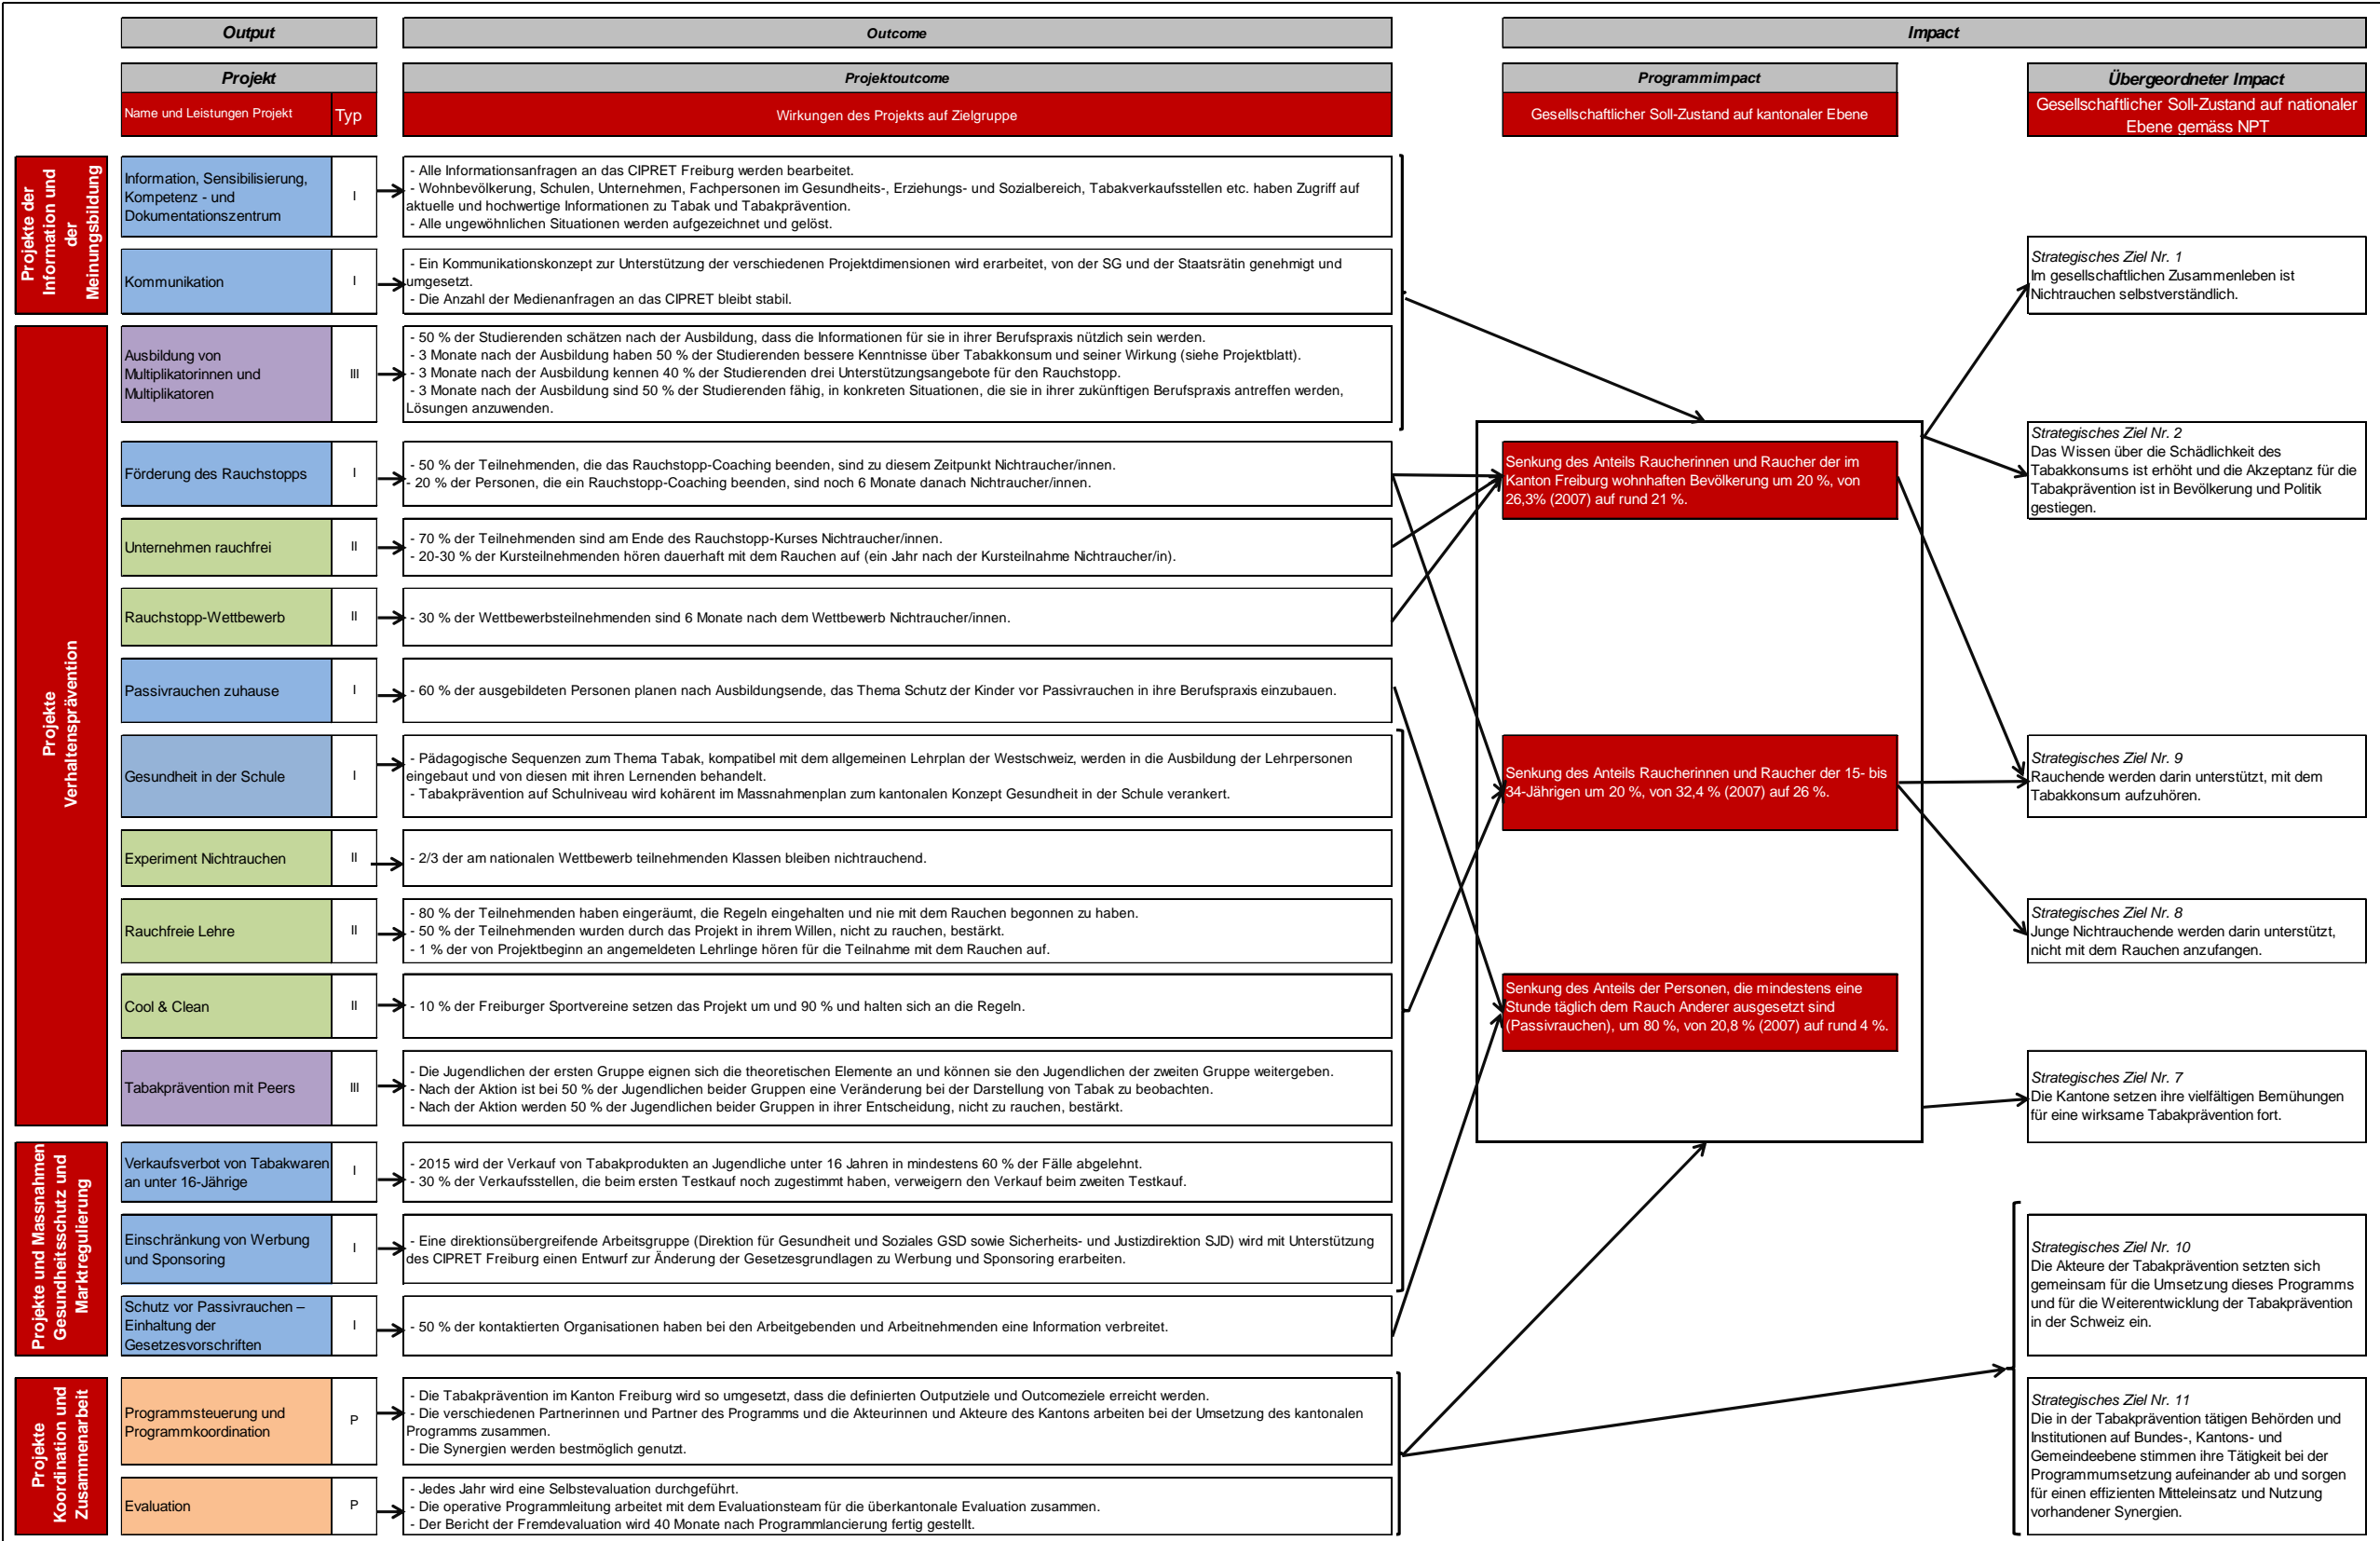 Output
Outcome
Impact
Projekt
Projektoutcome
Programmimpact
Übergeordneter Impact
Name und Leistungen Projekt
Typ
Wirkungen des Projekts auf Zielgruppe
Gesellschaftlicher Soll-Zustand auf kantonaler Ebene
Gesellschaftlicher Soll-Zustand auf nationaler
Ebene gemäss NPT
Projekte der
Information und
der
Meinungsbildung
Information, Sensibilisierung,
Kompetenz - und
Dokumentationszentrum
I
- Alle Informationsanfragen an das CIPRET Freiburg werden bearbeitet.
- Wohnbevölkerung, Schulen, Unternehmen, Fachpersonen im Gesundheits-, Erziehungs- und Sozialbereich, Tabakverkaufsstellen etc. haben Zugriff auf
aktuelle und hochwertige Informationen zu Tabak und Tabakprävention.
- Alle ungewöhnlichen Situationen werden aufgezeichnet und gelöst.
Kommunikation
I
- Ein Kommunikationskonzept zur Unterstützung der verschiedenen Projektdimensionen wird erarbeitet, von der SG und der Staatsrätin genehmigt und
umgesetzt.
- Die Anzahl der Medienanfragen an das CIPRET bleibt stabil.
Projekte
Verhaltensprävention
Ausbildung von
Multiplikatorinnen und
Multiplikatoren
III
- 50 % der Studierenden schätzen nach der Ausbildung, dass die Informationen für sie in ihrer Berufspraxis nützlich sein werden.
- 3 Monate nach der Ausbildung haben 50 % der Studierenden bessere Kenntnisse über Tabakkonsum und seiner Wirkung (siehe Projektblatt).
- 3 Monate nach der Ausbildung kennen 40 % der Studierenden drei Unterstützungsangebote für den Rauchstopp.
- 3 Monate nach der Ausbildung sind 50 % der Studierenden fähig, in konkreten Situationen, die sie in ihrer zukünftigen Berufspraxis antreffen werden,
Lösungen anzuwenden.
Förderung des Rauchstopps
I
- 50 % der Teilnehmenden, die das Rauchstopp-Coaching beenden, sind zu diesem Zeitpunkt Nichtraucher/innen.
- 20 % der Personen, die ein Rauchstopp-Coaching beenden, sind noch 6 Monate danach Nichtraucher/innen.
Unternehmen rauchfrei
II
- 70 % der Teilnehmenden sind am Ende des Rauchstopp-Kurses Nichtraucher/innen.
- 20-30 % der Kursteilnehmenden hören dauerhaft mit dem Rauchen auf (ein Jahr nach der Kursteilnahme Nichtraucher/in).
Rauchstopp-Wettbewerb
II
- 30 % der Wettbewerbsteilnehmenden sind 6 Monate nach dem Wettbewerb Nichtraucher/innen.
Passivrauchen zuhause
I
- 60 % der ausgebildeten Personen planen nach Ausbildungsende, das Thema Schutz der Kinder vor Passivrauchen in ihre Berufspraxis einzubauen.
Gesundheit in der Schule
I
- Pädagogische Sequenzen zum Thema Tabak, kompatibel mit dem allgemeinen Lehrplan der Westschweiz, werden in die Ausbildung der Lehrpersonen
eingebaut und von diesen mit ihren Lernenden behandelt.
- Tabakprävention auf Schulniveau wird kohärent im Massnahmenplan zum kantonalen Konzept Gesundheit in der Schule verankert.
Experiment Nichtrauchen
II
- 2/3 der am nationalen Wettbewerb teilnehmenden Klassen bleiben nichtrauchend.
Rauchfreie Lehre
II
- 80 % der Teilnehmenden haben eingeräumt, die Regeln eingehalten und nie mit dem Rauchen begonnen zu haben.
- 50 % der Teilnehmenden wurden durch das Projekt in ihrem Willen, nicht zu rauchen, bestärkt.
- 1 % der von Projektbeginn an angemeldeten Lehrlinge hören für die Teilnahme mit dem Rauchen auf.
Cool & Clean
II
- 10 % der Freiburger Sportvereine setzen das Projekt um und 90 % und halten sich an die Regeln.
Tabakprävention mit Peers
III
- Die Jugendlichen der ersten Gruppe eignen sich die theoretischen Elemente an und können sie den Jugendlichen der zweiten Gruppe weitergeben.
- Nach der Aktion ist bei 50 % der Jugendlichen beider Gruppen eine Veränderung bei der Darstellung von Tabak zu beobachten.
- Nach der Aktion werden 50 % der Jugendlichen beider Gruppen in ihrer Entscheidung, nicht zu rauchen, bestärkt.
Projekte und Massnahmen
Gesundheitsschutz und
Marktregulierung
Verkaufsverbot von Tabakwaren
an unter 16-Jährige
I
- 2015 wird der Verkauf von Tabakprodukten an Jugendliche unter 16 Jahren in mindestens 60 % der Fälle abgelehnt.
- 30 % der Verkaufsstellen, die beim ersten Testkauf noch zugestimmt haben, verweigern den Verkauf beim zweiten Testkauf.
Einschränkung von Werbung
und Sponsoring
I
- Eine direktionsübergreifende Arbeitsgruppe (Direktion für Gesundheit und Soziales GSD sowie Sicherheits- und Justizdirektion SJD) wird mit Unterstützung
des CIPRET Freiburg einen Entwurf zur Änderung der Gesetzesgrundlagen zu Werbung und Sponsoring erarbeiten.
Schutz vor Passivrauchen –
Einhaltung der
Gesetzesvorschriften
I
- 50 % der kontaktierten Organisationen haben bei den Arbeitgebenden und Arbeitnehmenden eine Information verbreitet.
Projekte
Koordination und
Zusammenarbeit
Programmsteuerung und
Programmkoordination
P
- Die Tabakprävention im Kanton Freiburg wird so umgesetzt, dass die definierten Outputziele und Outcomeziele erreicht werden.
- Die verschiedenen Partnerinnen und Partner des Programms und die Akteurinnen und Akteure des Kantons arbeiten bei der Umsetzung des kantonalen
Programms zusammen.
- Die Synergien werden bestmöglich genutzt.
Evaluation
P
- Jedes Jahr wird eine Selbstevaluation durchgeführt.
- Die operative Programmleitung arbeitet mit dem Evaluationsteam für die überkantonale Evaluation zusammen.
- Der Bericht der Fremdevaluation wird 40 Monate nach Programmlancierung fertig gestellt.
Senkung des Anteils Raucherinnen und Raucher der im
Kanton Freiburg wohnhaften Bevölkerung um 20 %, von
26,3% (2007) auf rund 21 %.
Senkung des Anteils Raucherinnen und Raucher der 15- bis
34-Jährigen um 20 %, von 32,4 % (2007) auf 26 %.
Senkung des Anteils der Personen, die mindestens eine
Stunde täglich dem Rauch Anderer ausgesetzt sind
(Passivrauchen), um 80 %, von 20,8 % (2007) auf rund 4 %.
Strategisches Ziel Nr. 1
Im gesellschaftlichen Zusammenleben ist
Nichtrauchen selbstverständlich.
Strategisches Ziel Nr. 2
Das Wissen über die Schädlichkeit des
Tabakkonsums ist erhöht und die Akzeptanz für die
Tabakprävention ist in Bevölkerung und Politik
gestiegen.
Strategisches Ziel Nr. 9
Rauchende werden darin unterstützt, mit dem
Tabakkonsum aufzuhören.
Strategisches Ziel Nr. 8
Junge Nichtrauchende werden darin unterstützt,
nicht mit dem Rauchen anzufangen.
Strategisches Ziel Nr. 7
Die Kantone setzen ihre vielfältigen Bemühungen
für eine wirksame Tabakprävention fort.
Strategisches Ziel Nr. 10
Die Akteure der Tabakprävention setzten sich
gemeinsam für die Umsetzung dieses Programms
und für die Weiterentwicklung der Tabakprävention
in der Schweiz ein.
Strategisches Ziel Nr. 11
Die in der Tabakprävention tätigen Behörden und
Institutionen auf Bundes-, Kantons- und
Gemeindeebene stimmen ihre Tätigkeit bei der
Programmumsetzung aufeinander ab und sorgen
für einen effizienten Mitteleinsatz und Nutzung
vorhandener Synergien.